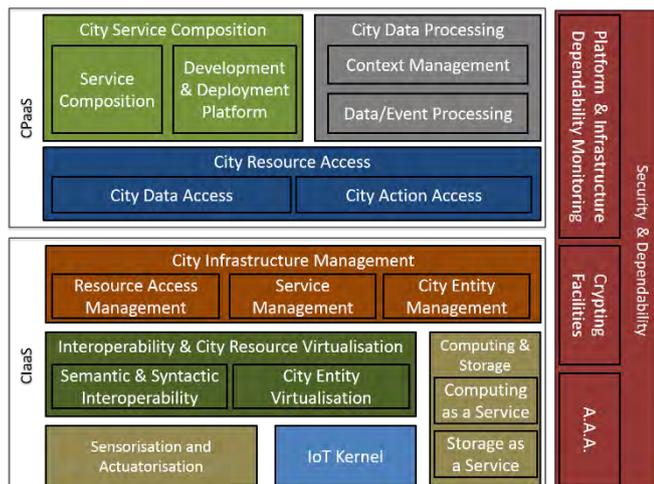 City Service Composition
Service
Composition
Development
& Deployment
Platform
City Data Processing
Context Management
Data/Event Processing
CPaaS
City Resource Access
City Data Access
City Action Access
City Infrastructure Management
Resource Access
Management
Service
Management
City Entity
Management
CIaaS
Interoperability & City Resource Virtualisation
Semantic & Syntactic
Interoperability
City Entity
Virtualisation
Computing &
Storage
Computing
as a Service
Storage as
a Service
Sensorisation and
Actuatorisation
IoT Kernel
Platform & Infrastructure
Dependability Monitoring
Crypting
Facilities
A.A.A.
Security & Dependability